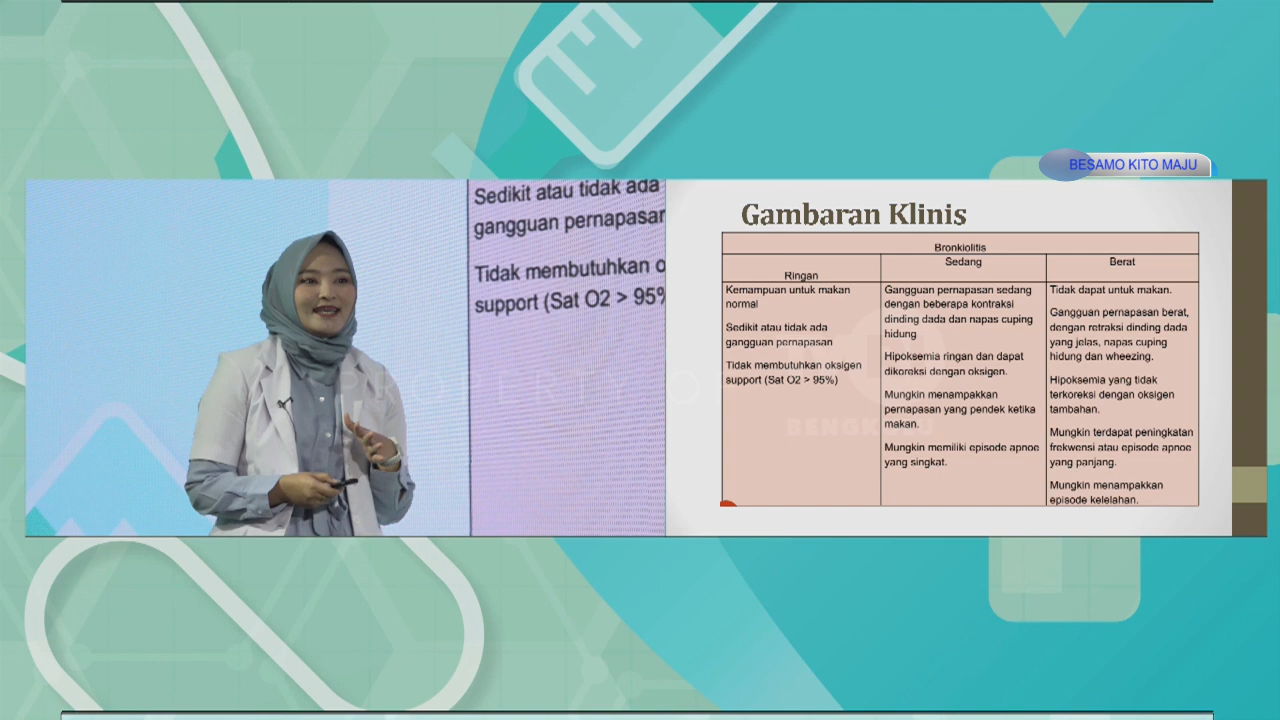 BESAMO KITO MAJU
Sedikit atau tidak ada
gangguan pernapasan
Tidak membutuhkan o
support (Sat O2 > 95%
Gambaran Klinis
Bronkiolitis
Ringan
Sedang
Berat
Kemampuan untuk makan
normal
Sedikit atau tidak ada
gangguan pernapasan
Tidak membutuhkan oksigen
support (Sat O2 > 95%)
Gangguan pernapasan sedang
dengan beberapa kontraksi
dinding dada dan napas cuping
hidung
Hipoksemia ringan dan dapat
dikoreksi dengan oksigen.
Mungkin menampakkan
pernapasan yang pendek ketika
makan.
Mungkin memiliki episode apnoe
yang singkat.
Tidak dapat untuk makan.
Gangguan pernapasan berat,
dengan retraksi dinding dada
yang jelas, napas cuping
hidung dan wheezing.
Hipoksemia yang tidak
terkoreksi dengan oksigen
tambahan.
Mungkin terdapat peningkatan
frekwensi atau episode apnoe
yang panjang.
Mungkin menampakkan
episode kelelahan.
PROPERTY O